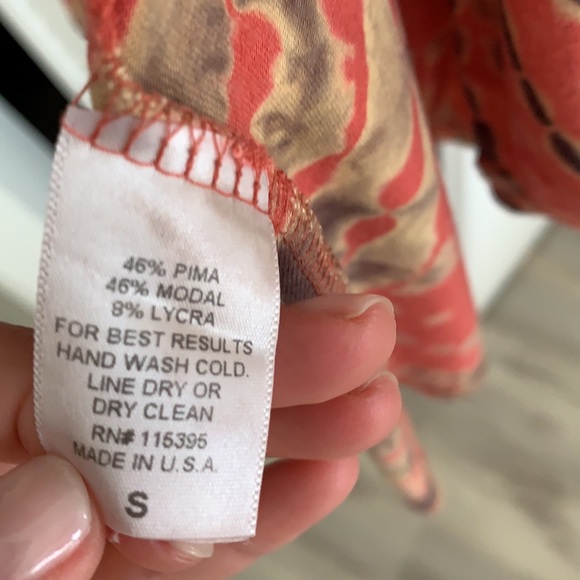 46% PIMA
46% MODAL
8% LYCRA
FOR BEST RESULTS
HAND WASH COLD.
LINE DRY OR
DRY CLEAN
RN# 115395
MADE IN U.S.A.
S